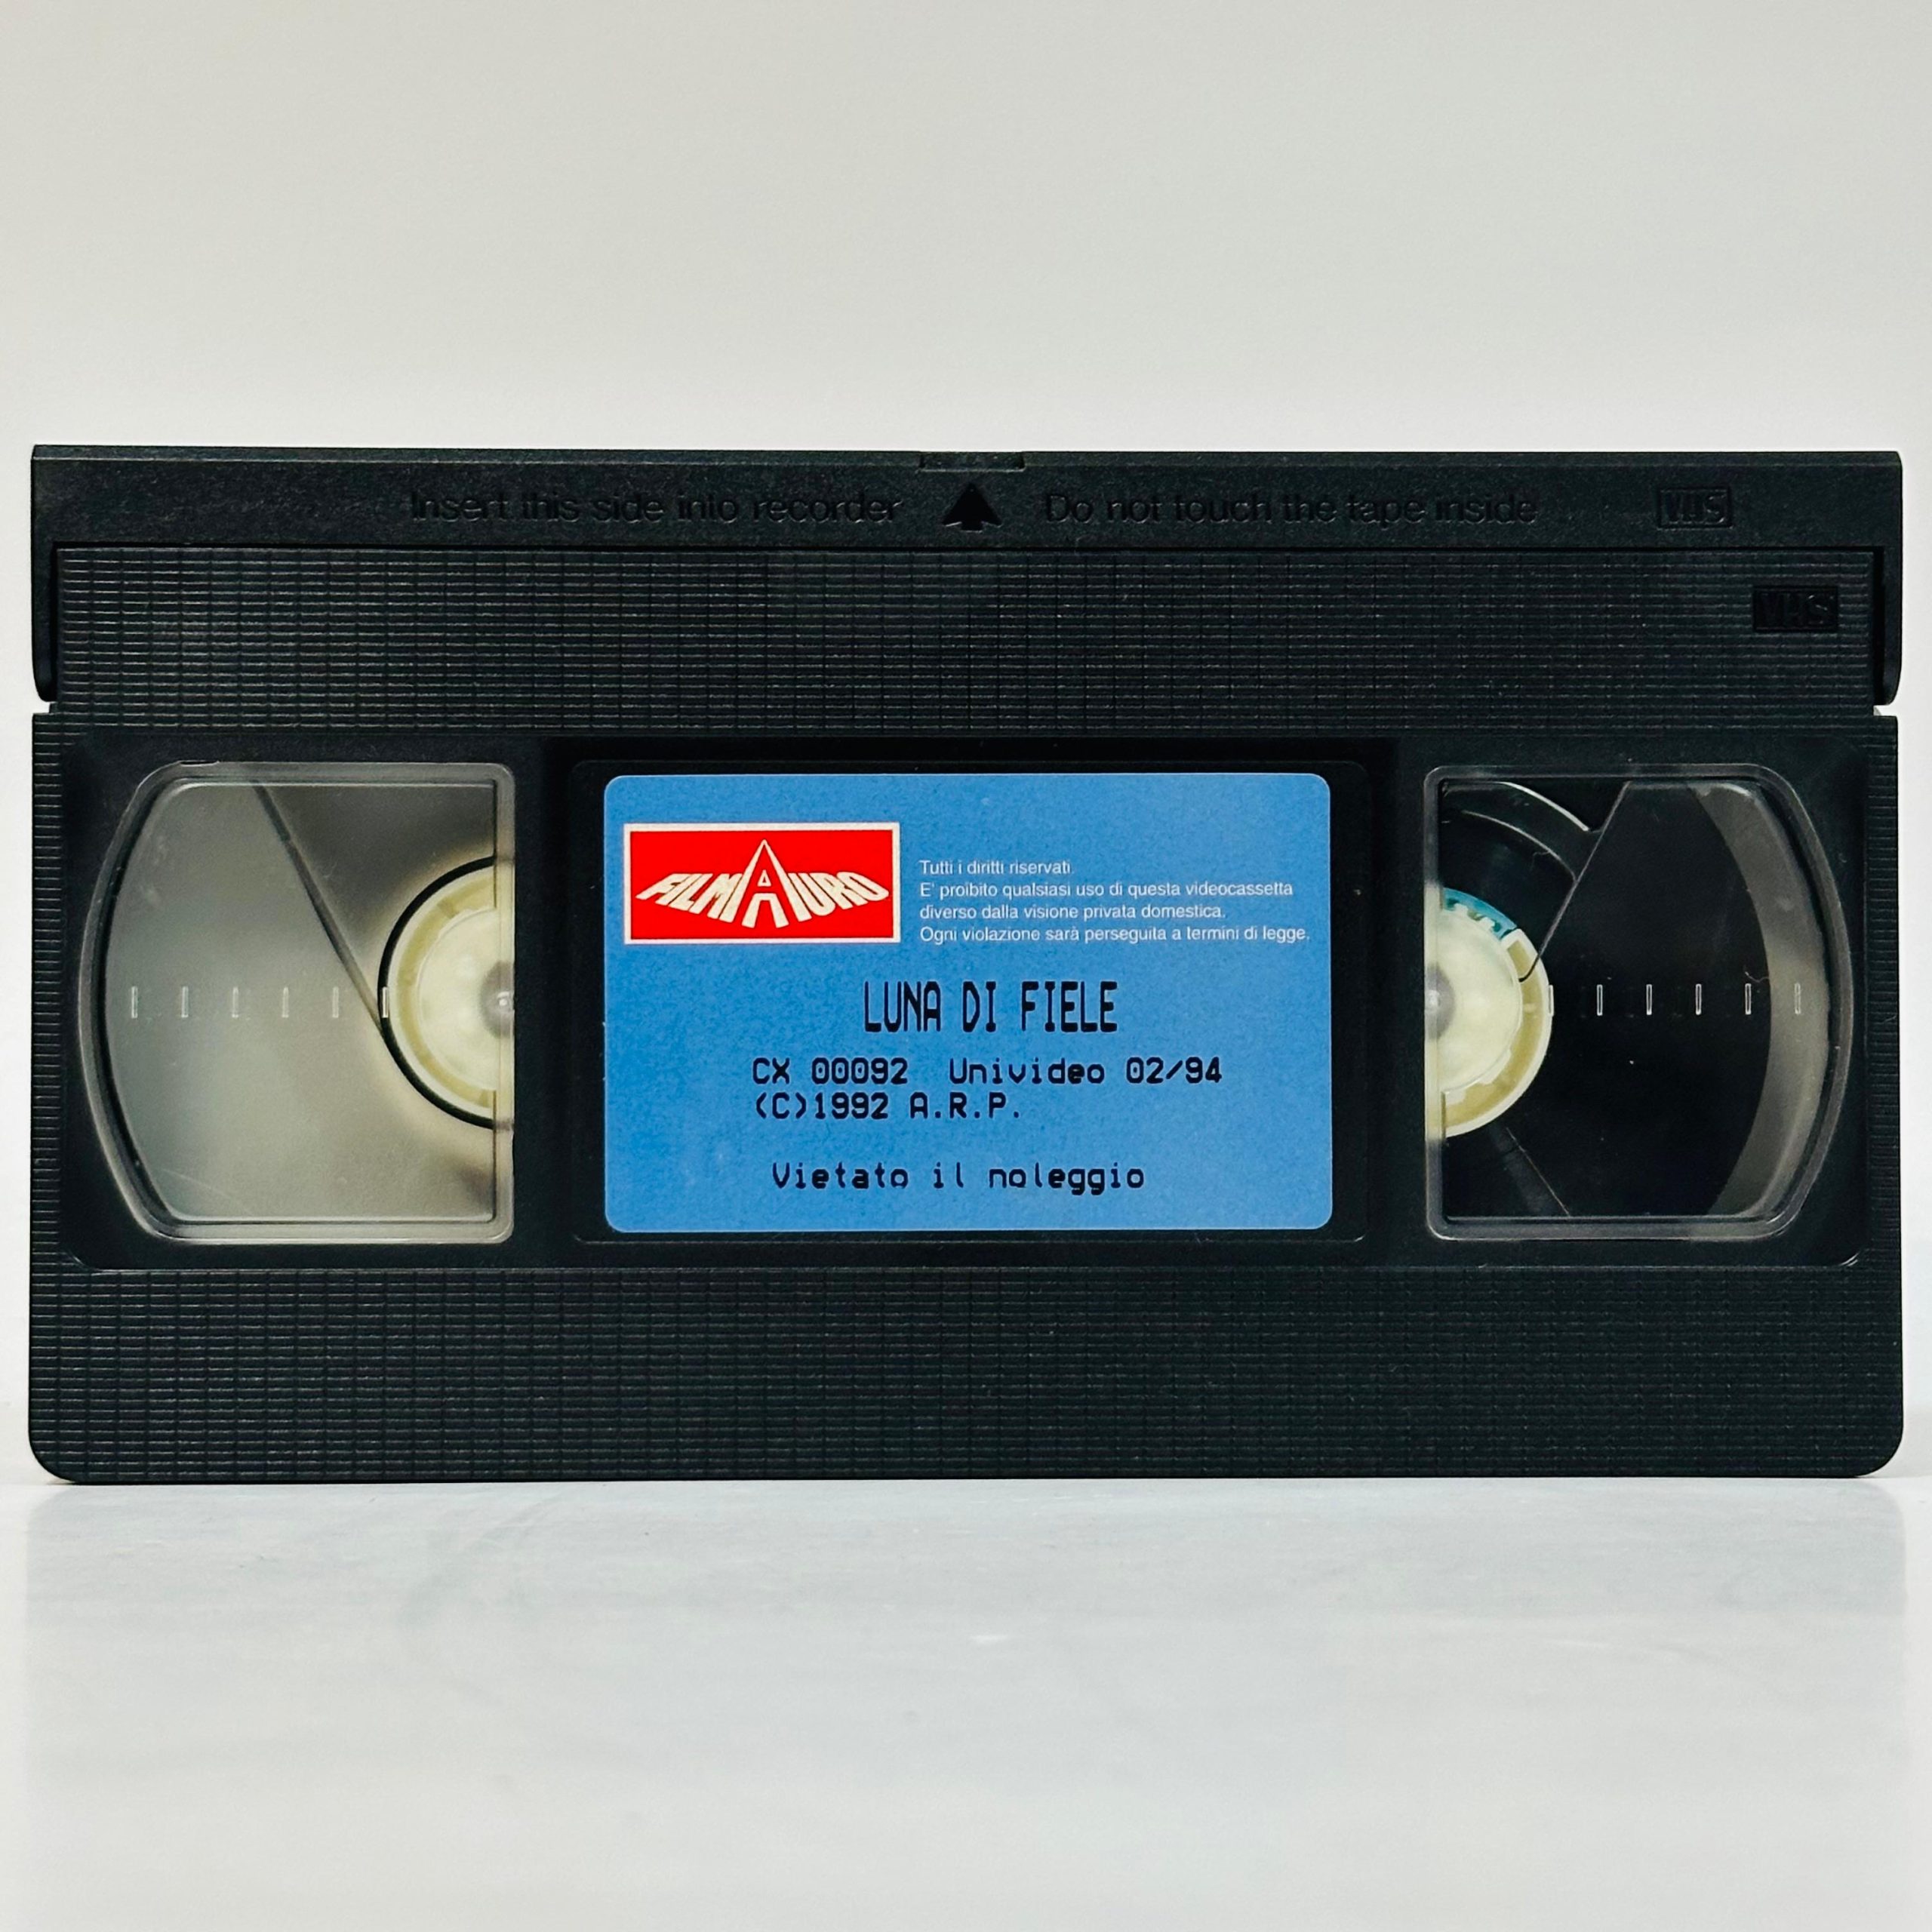 Insert this side into recorder Do not touch the tape inside VHS
VHS
FILMAURO
Tutti i diritti riservati.
E' proibito qualsiasi uso di questa videocassetta
diverso dalla visione privata domestica.
Ogni violazione sarà perseguita a termini di legge.
LUNA DI FIELE
CX 00092 Univideo 02/94
(C)1992 A.R.P.
Vietato il noleggio